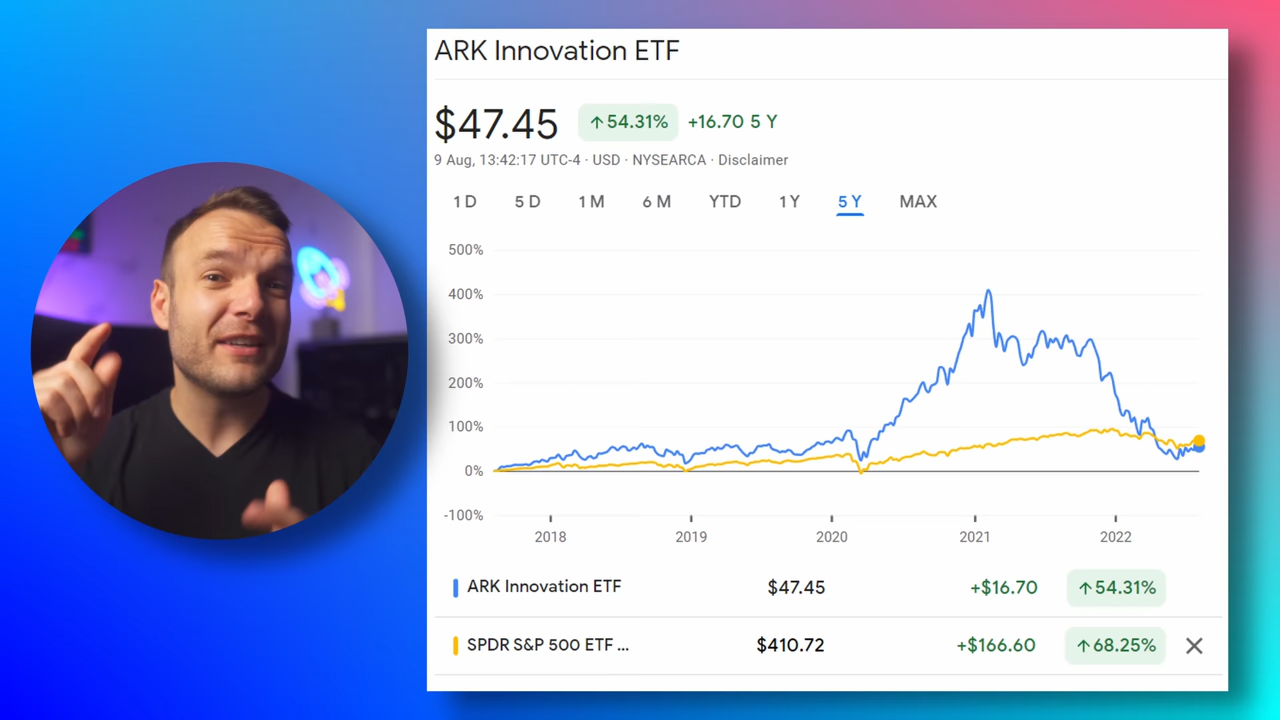 ARK Innovation ETF
$47.45 ↑54.31% +16.70 5 Y
9 Aug, 13:42:17 UTC-4 · USD · NYSEARCA · Disclaimer
1 D 5 D 1 M 6 M YTD 1 Y 5 Y MAX
500%
400%
300%
200%
100%
0%
-100%
2018 2019 2020 2021 2022
ARK Innovation ETF $47.45 +$16.70 ↑54.31%
SPDR S&P 500 ETF ... $410.72 +$166.60 ↑68.25%